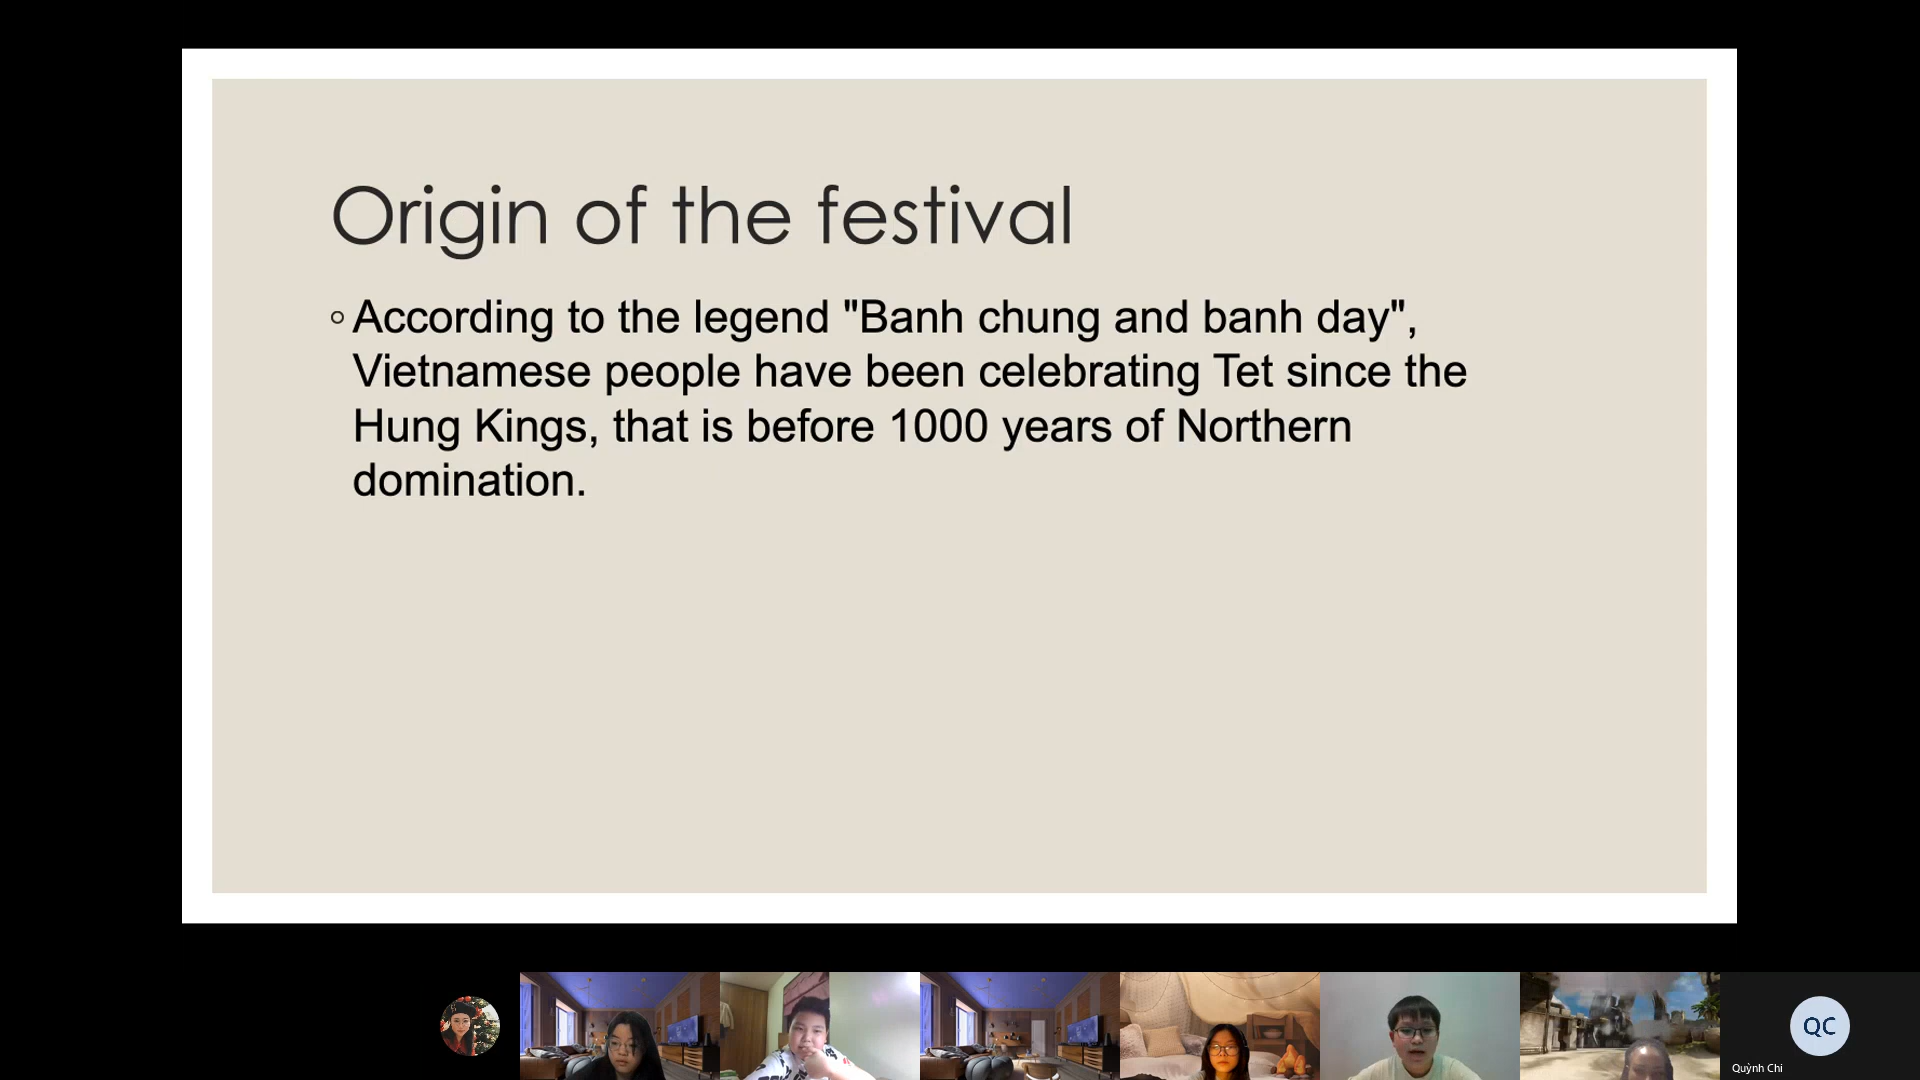 Origin of the festival
According to the legend "Banh chung and banh day",
Vietnamese people have been celebrating Tet since the
Hung Kings, that is before 1000 years of Northern
domination.
QC
Quỳnh Chi